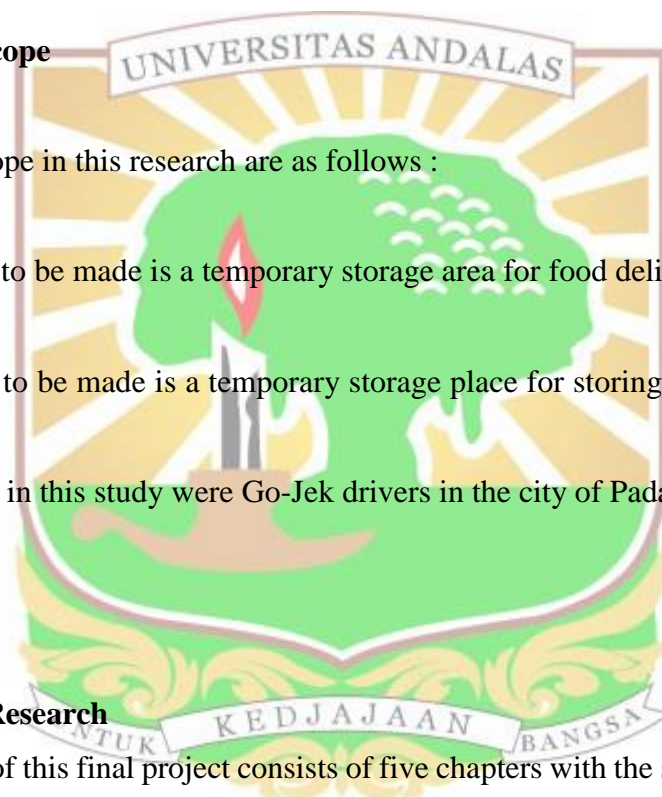 UNIVERSITAS ANDALAS
cope
ope in this research are as follows :
to be made is a temporary storage area for food deli
to be made is a temporary storage place for storing
in this study were Go-Jek drivers in the city of Pada
Research
UNTUK KEDJAJAAN BANGSA
of this final project consists of five chapters with the